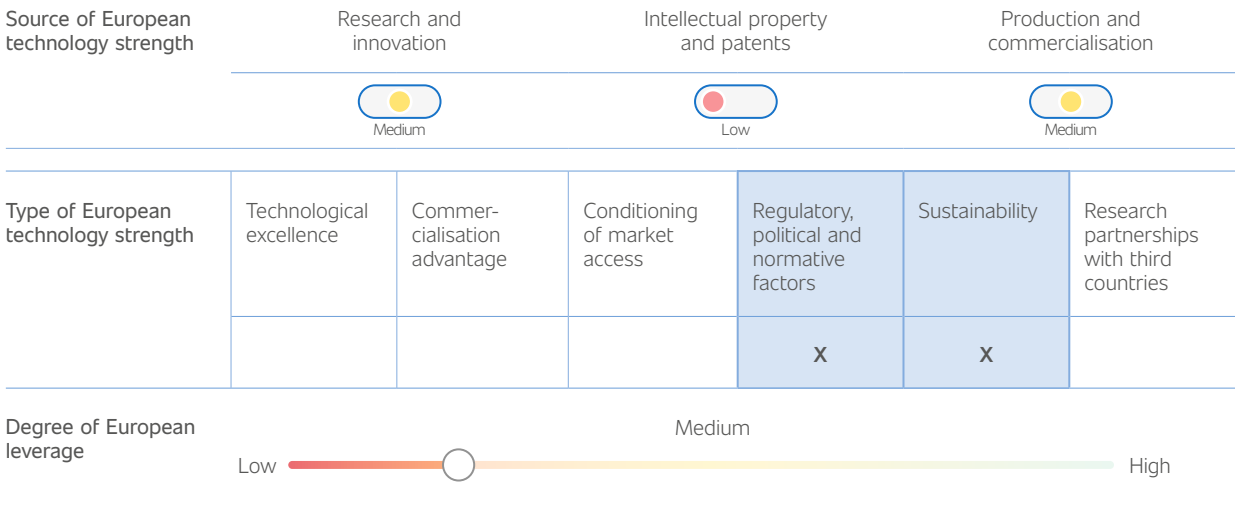 Source of European
technology strength
Research and
innovation
Intellectual property
and patents
Production and
commercialisation
Medium
Low
Medium
Type of European
technology strength
Technological
excellence
Commer-
cialisation
advantage
Conditioning
of market
access
Regulatory,
political and
normative
factors
Sustainability
Research
partnerships
with third
countries
X
X
Degree of European
leverage
Medium
Low
High